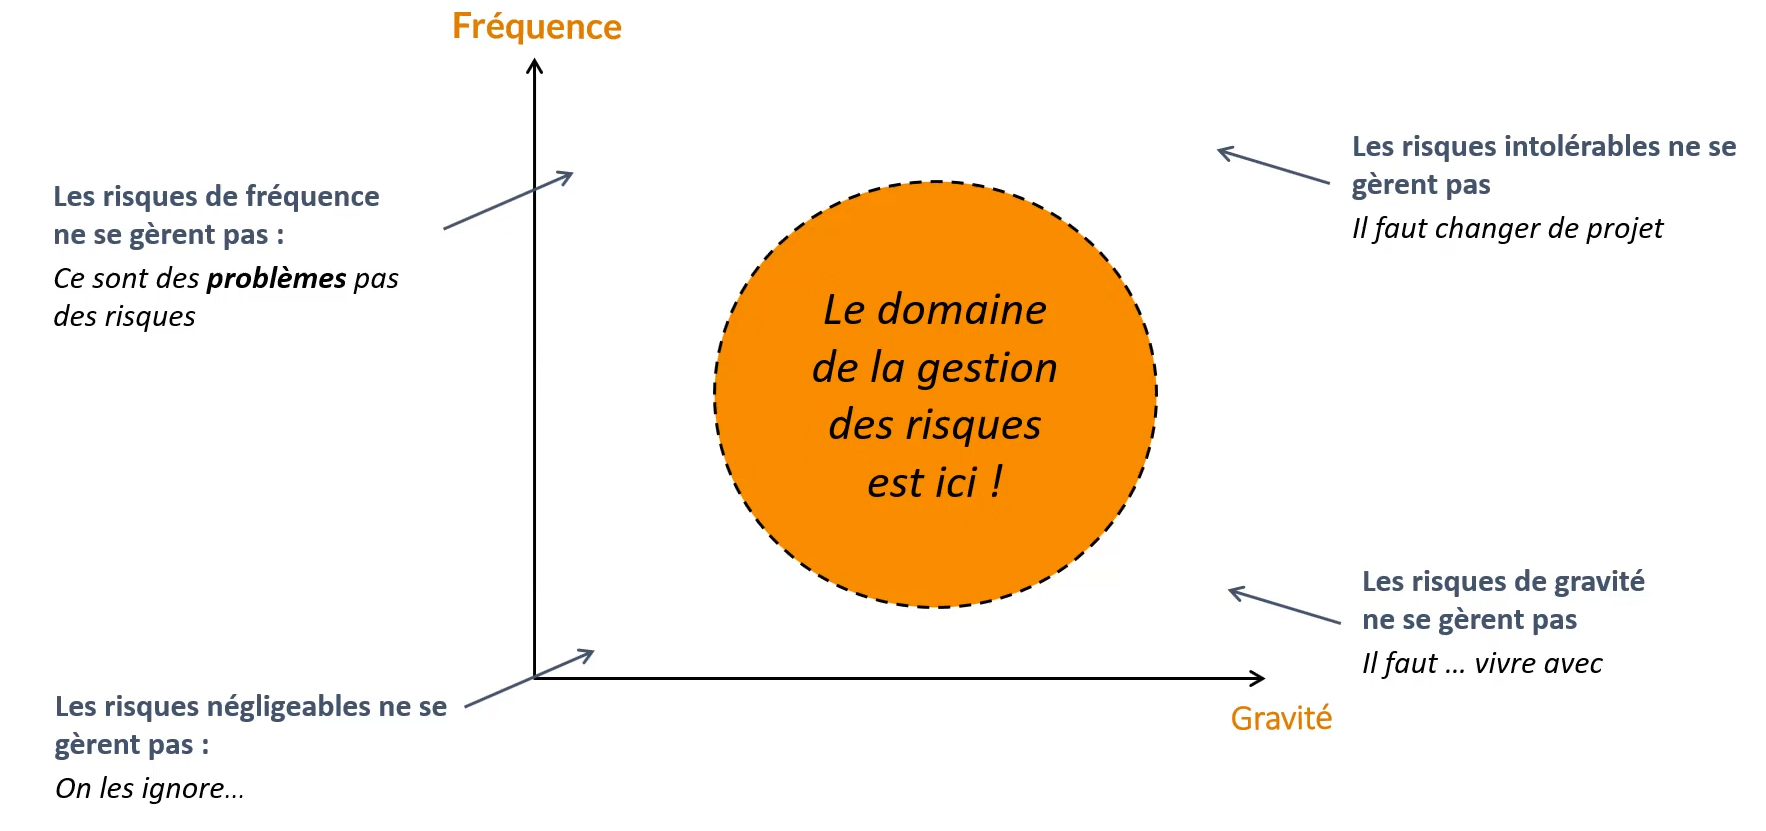 Fréquence
Les risques de fréquence
ne se gèrent pas :
Ce sont des problèmes pas
des risques
Les risques intolérables ne se
gèrent pas
Il faut changer de projet
Le domaine
de la gestion
des risques
est ici !
Les risques de gravité
ne se gèrent pas
Il faut ... vivre avec
Gravité
Les risques négligeables ne se
gèrent pas :
On les ignore...